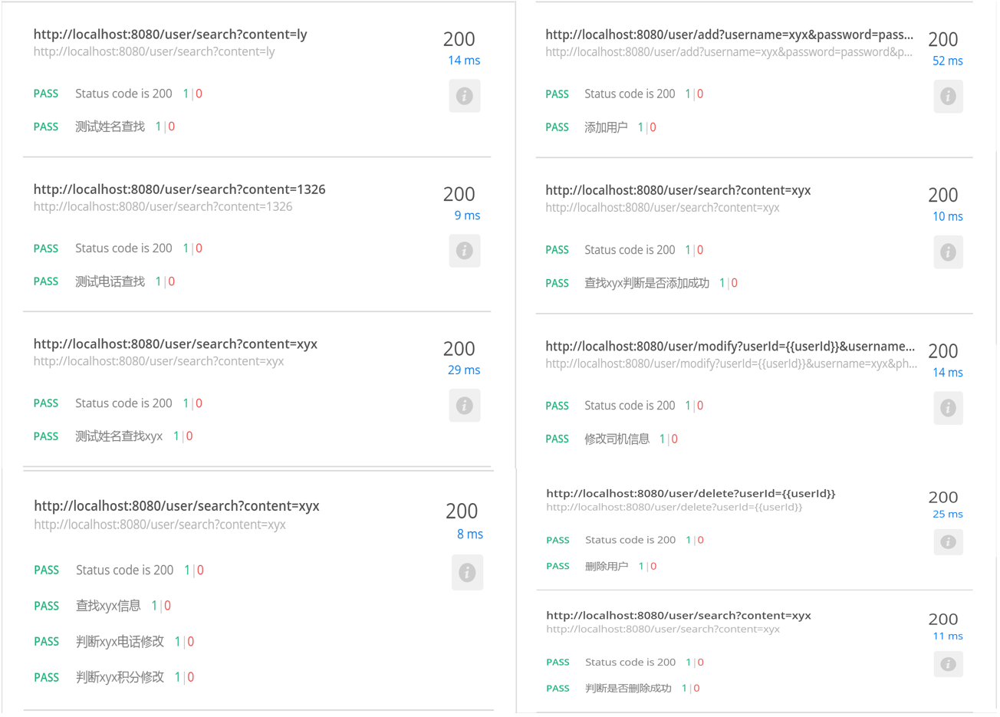 http://localhost:8080/user/search?content=ly
200
http://localhost:8080/user/search?content=ly
14 ms
PASS Status code is 200 1|0
PASS 测试姓名查找 1|0
http://localhost:8080/user/search?content=1326
200
http://localhost:8080/user/search?content=1326
9 ms
PASS Status code is 200 1|0
PASS 测试电话查找 1|0
http://localhost:8080/user/search?content=xyx
200
http://localhost:8080/user/search?content=xyx
29 ms
PASS Status code is 200 1|0
PASS 测试姓名查找xyx 1|0
http://localhost:8080/user/search?content=xyx
200
http://localhost:8080/user/search?content=xyx
8 ms
PASS Status code is 200 1|0
PASS 查找xyx信息 1|0
PASS 判断xyx电话修改 1|0
PASS 判断xyx积分修改 1|0
http://localhost:8080/user/add?username=xyx&password=pass...
200
http://localhost:8080/user/add?username=xyx&password=password&p...
52 ms
PASS Status code is 200 1|0
PASS 添加用户 1|0
http://localhost:8080/user/search?content=xyx
200
http://localhost:8080/user/search?content=xyx
10 ms
PASS Status code is 200 1|0
PASS 查找xyx判断是否添加成功 1|0
http://localhost:8080/user/modify?userId={{userId}}&username...
200
http://localhost:8080/user/modify?userId={{userId}}&username=xyx&ph...
14 ms
PASS Status code is 200 1|0
PASS 修改司机信息 1|0
http://localhost:8080/user/delete?userId={{userId}}
200
http://localhost:8080/user/delete?userId={{userId}}
25 ms
PASS Status code is 200 1|0
PASS 删除用户 1|0
http://localhost:8080/user/search?content=xyx
200
http://localhost:8080/user/search?content=xyx
11 ms
PASS Status code is 200 1|0
PASS 判断是否删除成功 1|0